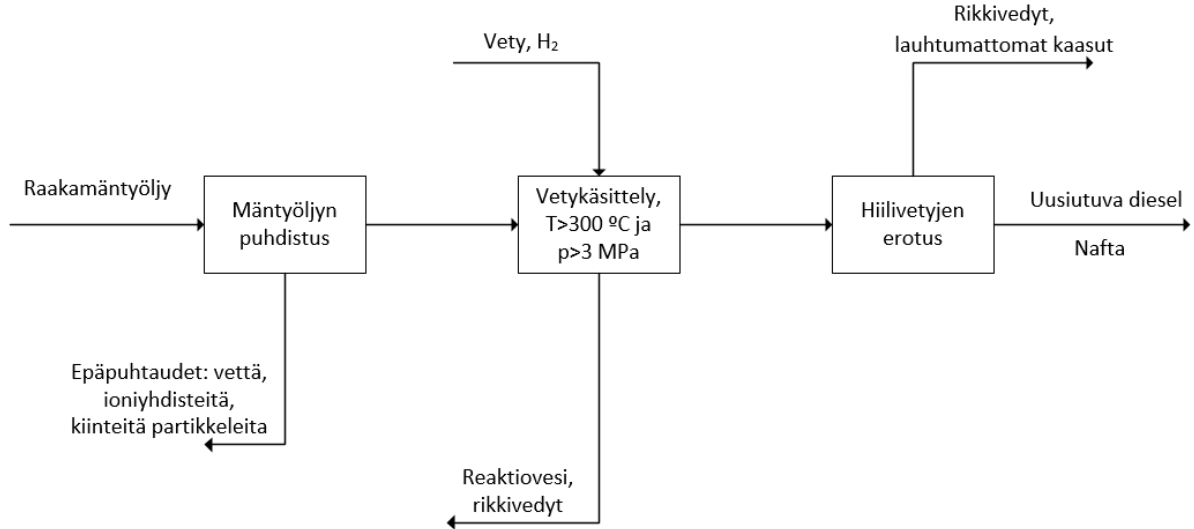 Rikkivedyt,
lauhtumattomat kaasut
Vety, H₂
Raakamäntyöljy
Mäntyöljyn
puhdistus
Vetykäsittely,
T>300 ºC ja
p>3 MPa
Hiilivetyjen
erotus
Uusiutuva diesel
Nafta
Epäpuhtaudet: vettä,
ioniyhdisteitä,
kiinteitä partikkeleita
Reaktiovesi,
rikkivedyt